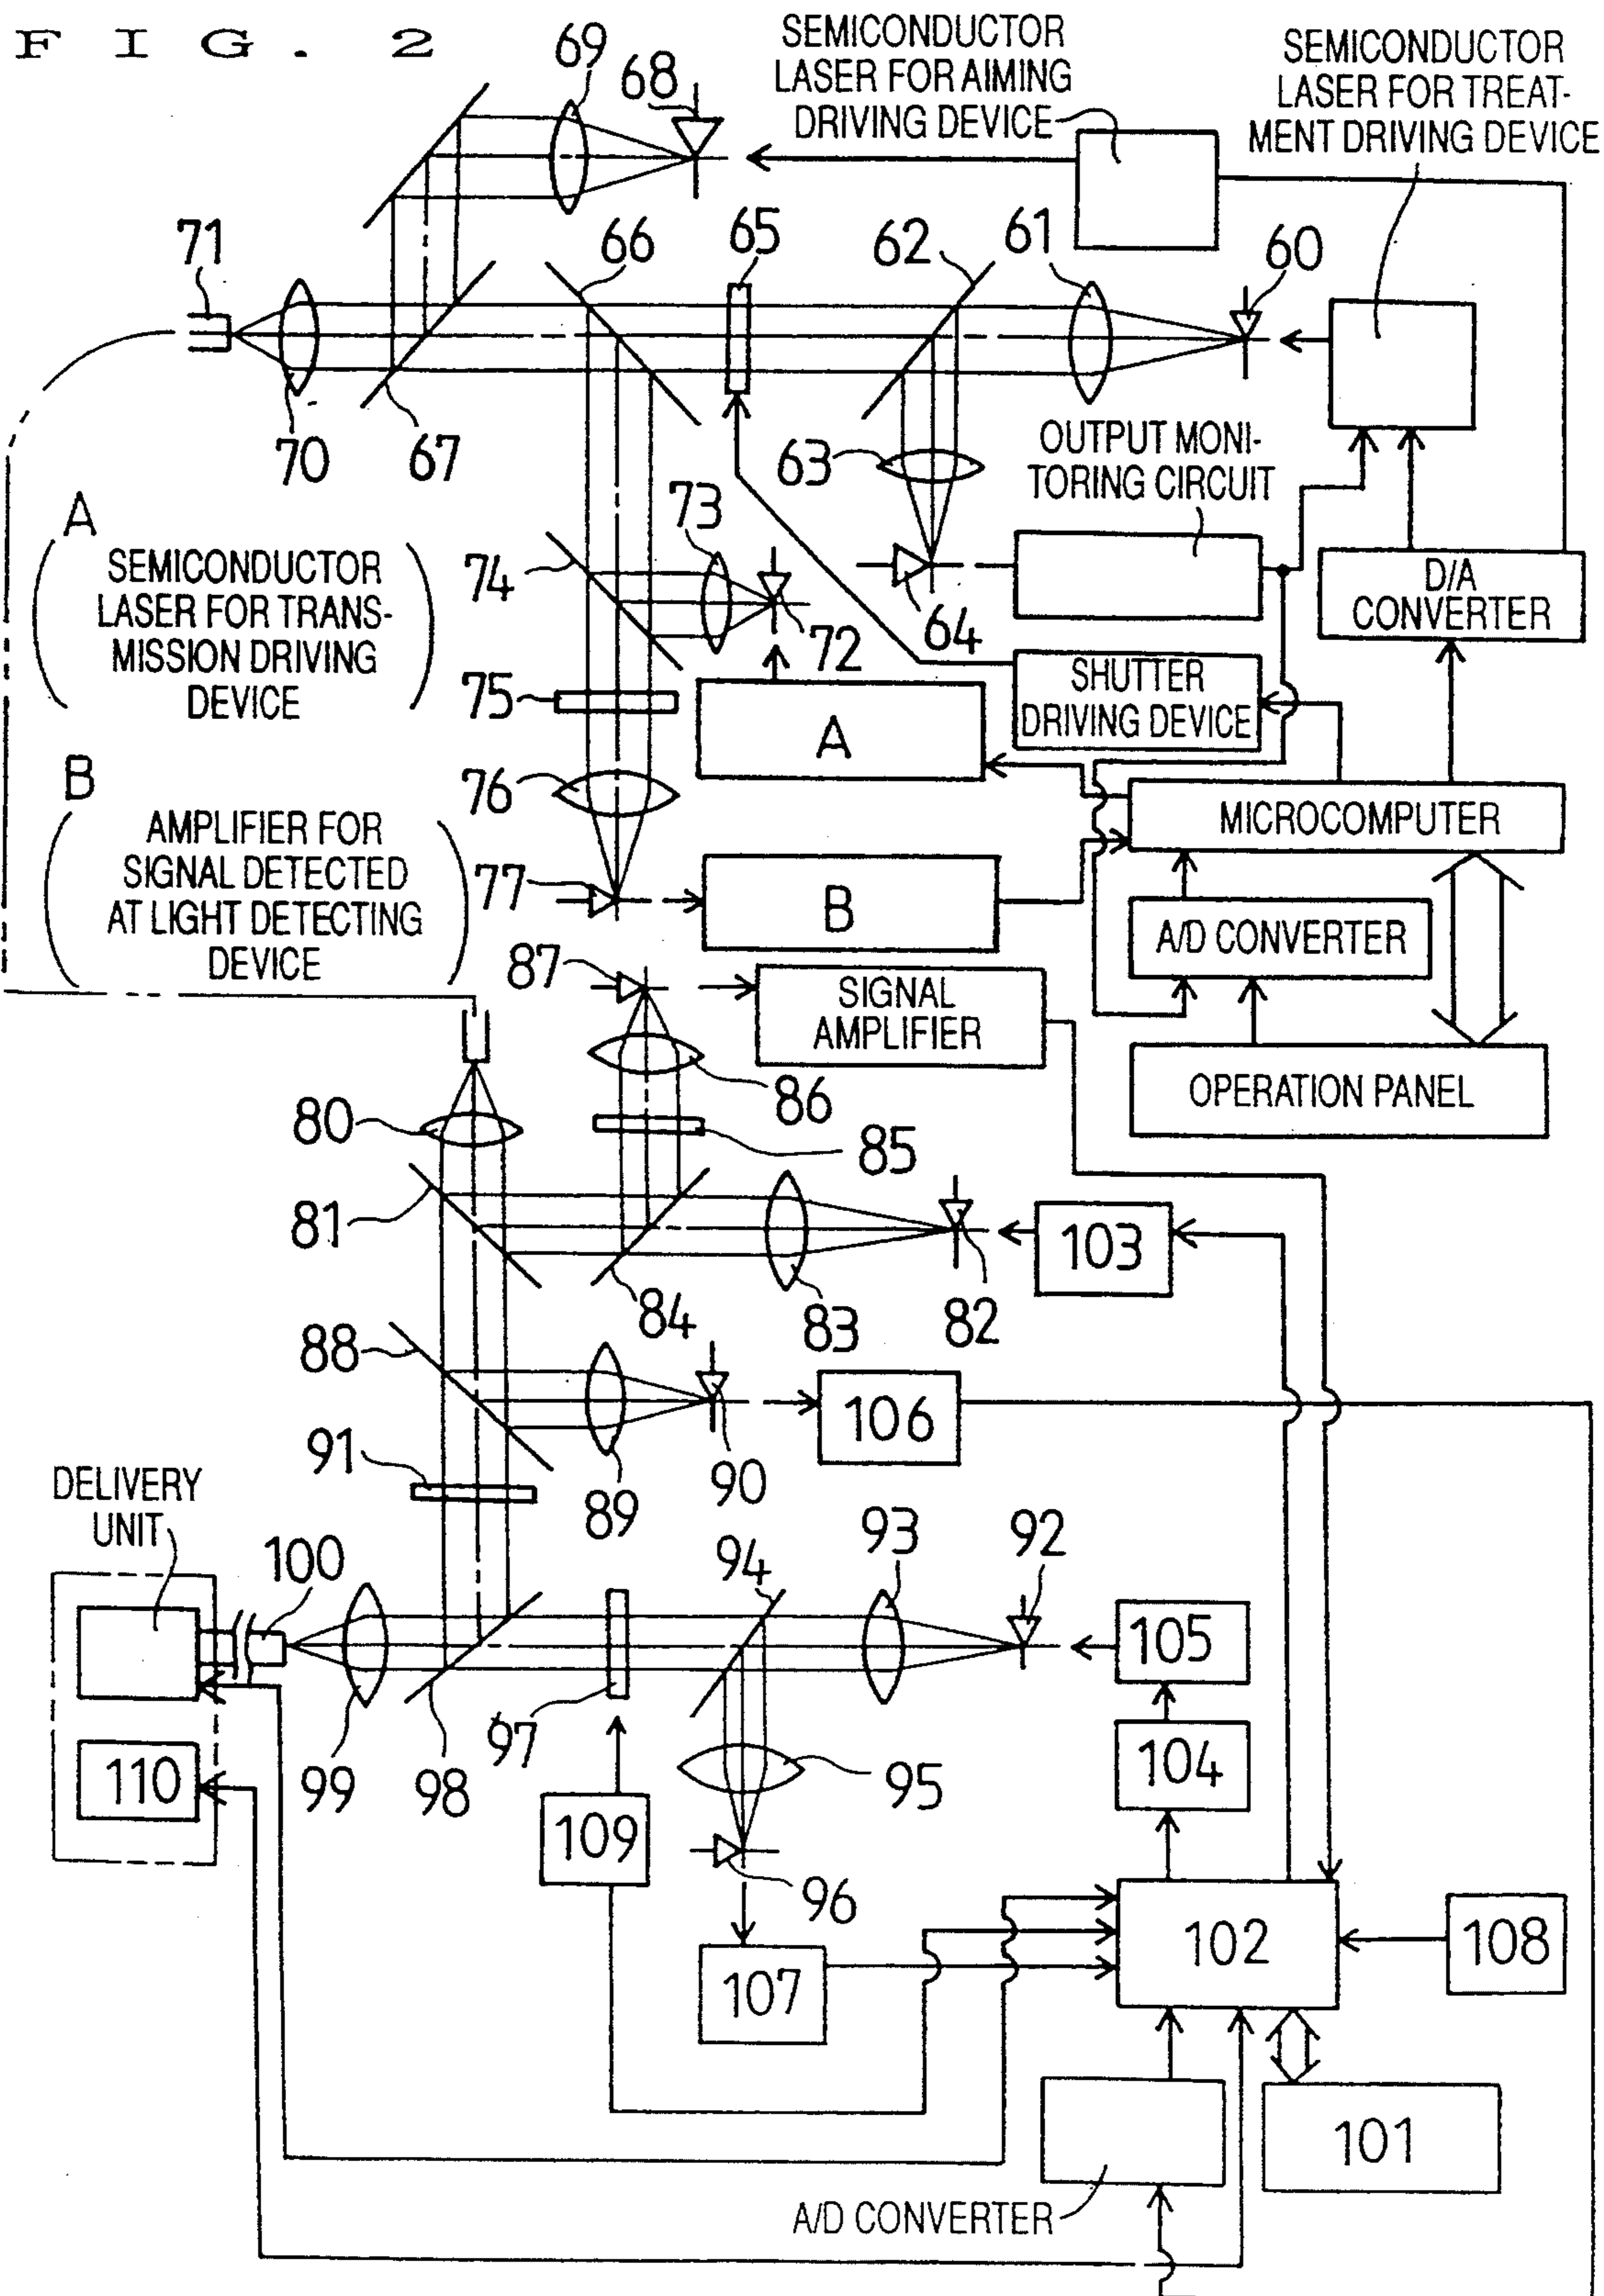 FIG. 2
69
68
SEMICONDUCTOR
LASER FOR AIMING
DRIVING DEVICE
SEMICONDUCTOR
LASER FOR TREAT-
MENT DRIVING DEVICE
71
66
65
62
61
60
70
67
63
OUTPUT MONI-
TORING CIRCUIT
A
SEMICONDUCTOR
LASER FOR TRANS-
MISSION DRIVING
DEVICE
74
73
72
64
D/A
CONVERTER
75
A
SHUTTER
DRIVING DEVICE
76
MICROCOMPUTER
B
AMPLIFIER FOR
SIGNAL DETECTED
AT LIGHT DETECTING
DEVICE
77
B
A/D CONVERTER
87
SIGNAL
AMPLIFIER
86
OPERATION PANEL
80
85
81
84
83
82
103
88
89
90
106
91
DELIVERY
UNIT
100
94
93
92
105
99
98
97
95
104
110
109
96
107
102
108
101
A/D CONVERTER